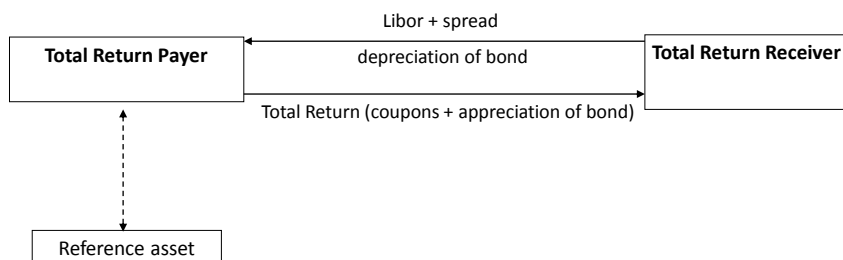 Libor + spread
Total Return Payer
depreciation of bond
Total Return Receiver
Total Return (coupons + appreciation of bond)
Reference asset